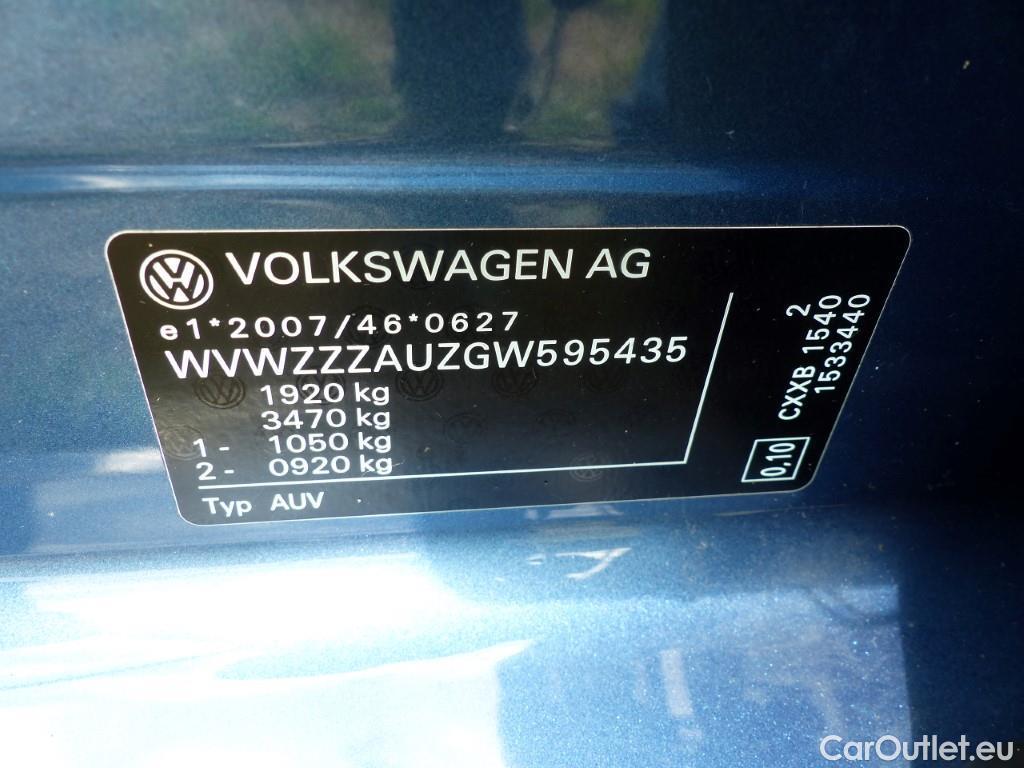 VOLKSWAGEN AG
e1*2007/46*0627
WVWZZZAUZGW595435
1920 kg
3470 kg
1 - 1050 kg
2 - 0920 kg
Typ AUV
2
CXXB 1540
1533440
0,10
CarOutlet.eu